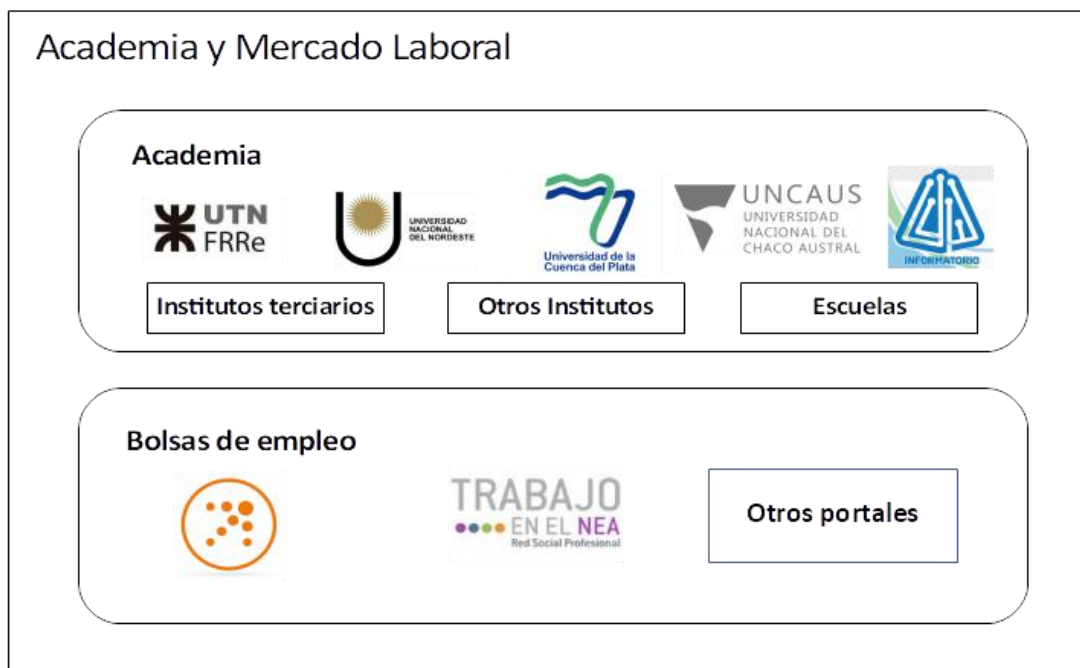 Academia y Mercado Laboral
Academia
UTN
FRRe
UNIVERSIDAD
NACIONAL
DEL NORDESTE
Universidad de la
Cuenca del Plata
UNCAUS
UNIVERSIDAD
NACIONAL DEL
CHACO AUSTRAL
INFORMATORIO
Institutos terciarios
Otros Institutos
Escuelas
Bolsas de empleo
TRABAJO
EN EL NEA
Red Social Profesional
Otros portales